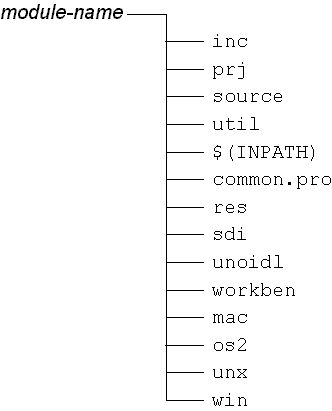 module-name
inc
prj
source
util
$(INPATH)
common.pro
res
sdi
unoidl
workben
mac
os2
unx
win